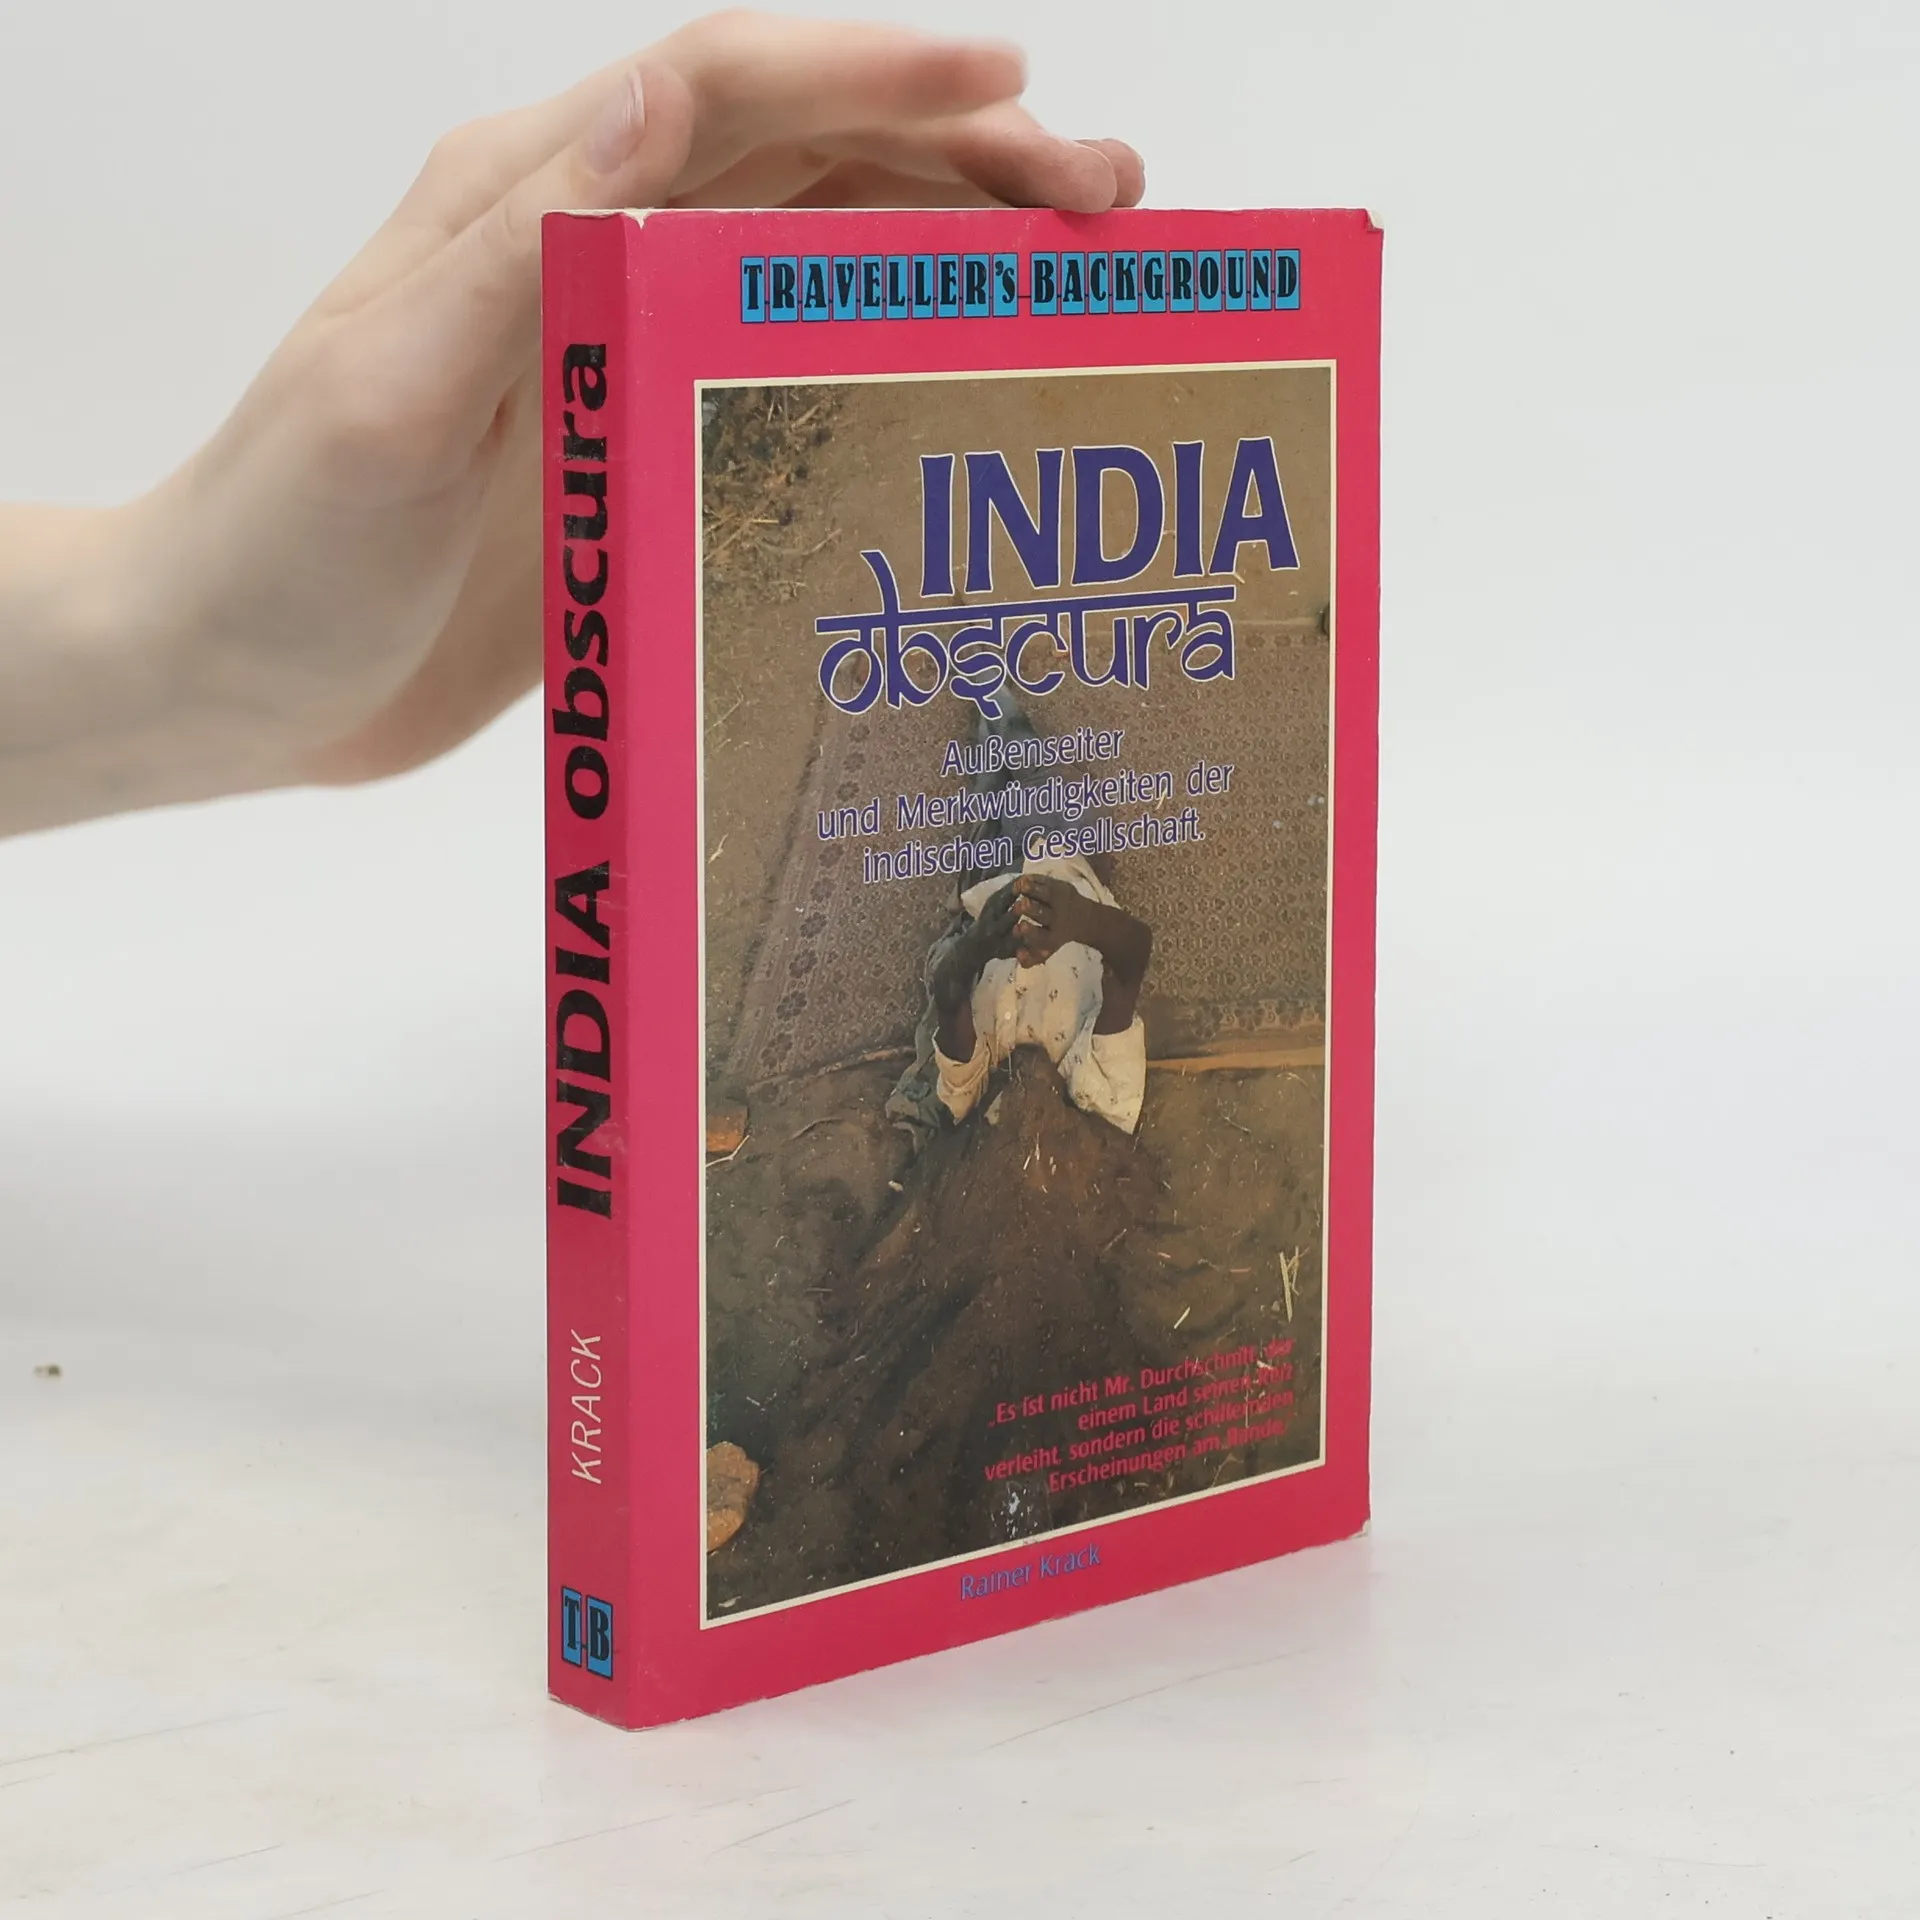 TRAVELLER's BACKGROUND
INDIA
obscura
Außenseiter
und Merkwürdigkeiten der
indischen Gesellschaft.
„Es ist nicht Mr. Durchschnitt, der
einem Land seinen Reiz
verleiht, sondern die schillernden
Erscheinungen am Rande.“
Rainer Krack
INDIA obscura
KRACK
TB